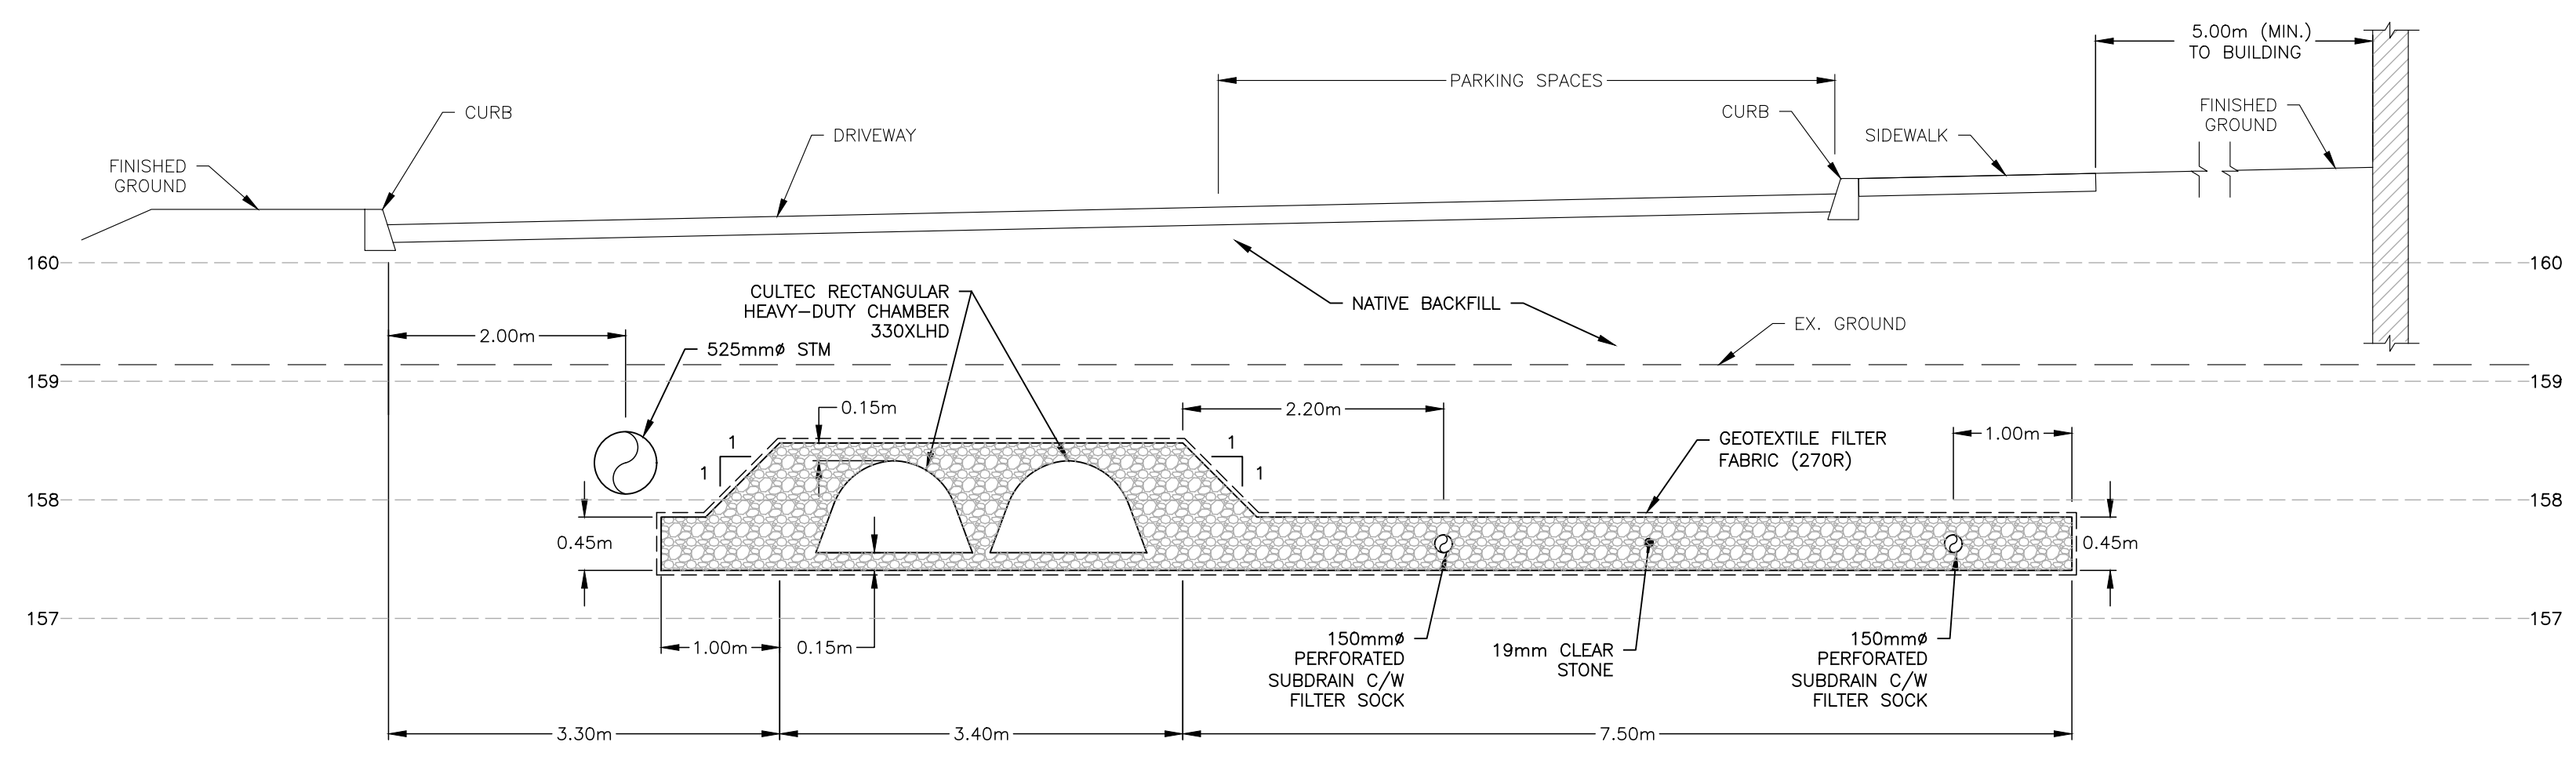 5.00m (MIN.)
TO BUILDING
PARKING SPACES
CURB
DRIVEWAY
CURB
SIDEWALK
FINISHED
GROUND
FINISHED
GROUND
160
160
CULTEC RECTANGULAR
HEAVY-DUTY CHAMBER
330XLHD
NATIVE BACKFILL
EX. GROUND
2.00m
525mmø STM
159
159
0.15m
2.20m
1.00m
1
1
1
1
GEOTEXTILE FILTER
FABRIC (270R)
158
158
0.45m
0.45m
157
157
1.00m
0.15m
150mmø
PERFORATED
SUBDRAIN C/W
FILTER SOCK
19mm CLEAR
STONE
150mmø
PERFORATED
SUBDRAIN C/W
FILTER SOCK
3.30m
3.40m
7.50m